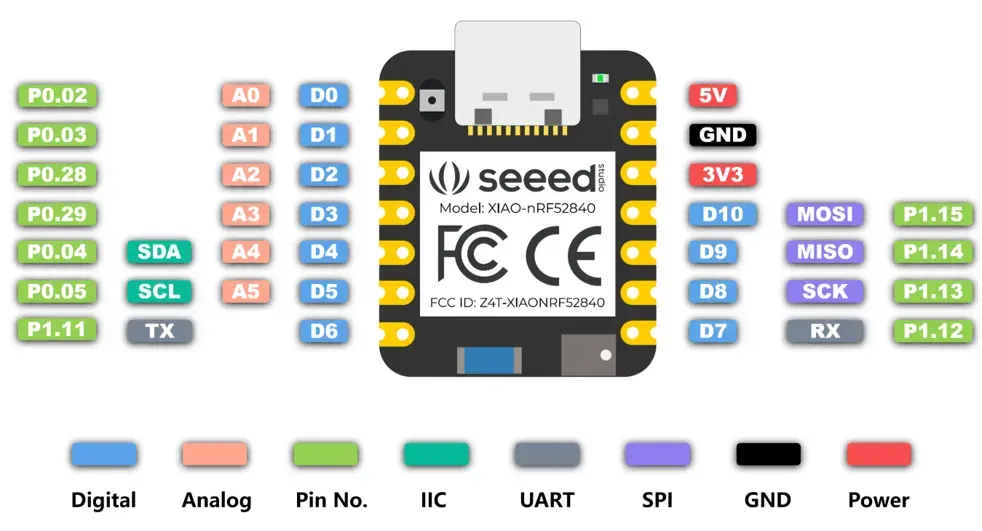 P0.02 A0 D0 5V
P0.03 A1 D1 GND
P0.28 A2 D2 3V3
P0.29 A3 D3 D10 MOSI P1.15
P0.04 SDA A4 D4 D9 MISO P1.14
P0.05 SCL A5 D5 D8 SCK P1.13
P1.11 TX D6 D7 RX P1.12
seeed studio
Model: XIAO-nRF52840
FC CE
FCC ID: Z4T-XIAONRF52840
Digital Analog Pin No. IIC UART SPI GND Power